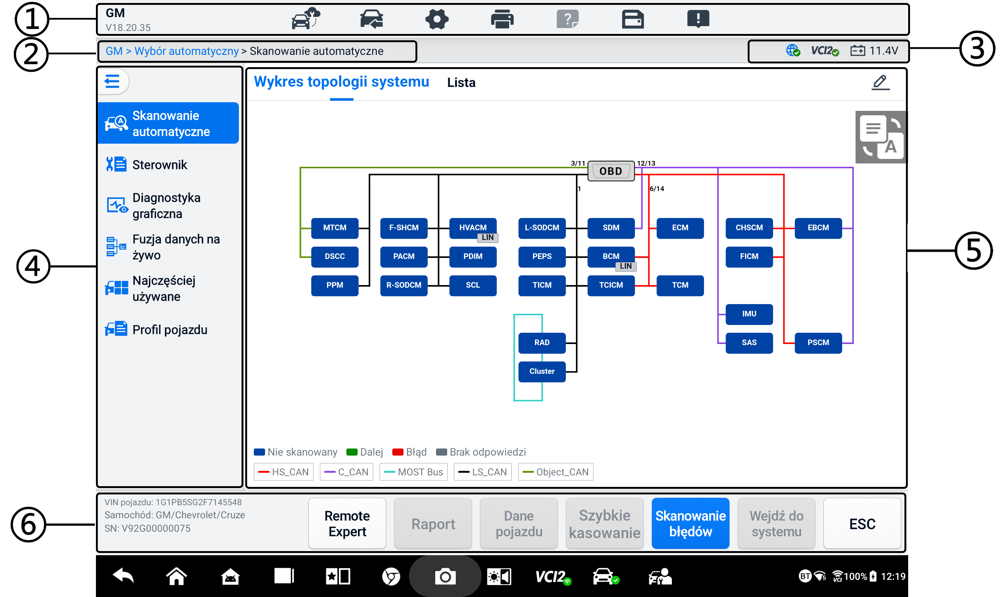 ①
GM
V18.20.35
?
!
②
GM > Wybór automatyczny > Skanowanie automatyczne
VCI2
11.4V
③
Skanowanie
automatyczne
Sterownik
Diagnostyka
graficzna
Fuzja danych na
żywo
Najczęściej
używane
Profil pojazdu
④
Wykres topologii systemu
Lista
A
3/11
OBD
12/13
1
6/14
MTCM
F-SHCM
HVACM
LIN
L-SODCM
SDM
ECM
CHSCM
EBCM
DSCC
PACM
PDIM
PEPS
BCM
LIN
FICM
PPM
R-SODCM
SCL
TICM
TCICM
TCM
IMU
RAD
SAS
PSCM
Cluster
⑤
Nie skanowany
Dalej
Błąd
Brak odpowiedzi
HS_CAN
C_CAN
MOST Bus
LS_CAN
Object_CAN
⑥
VIN pojazdu: 1G1PB5SG2F7145548
Samochód: GM/Chevrolet/Cruze
SN: V92G00000075
Remote
Expert
Raport
Dane
pojazdu
Szybkie
kasowanie
Skanowanie
błędów
Wejdź do
systemu
ESC
VCI2
BT
5
VCI
100%
12:19